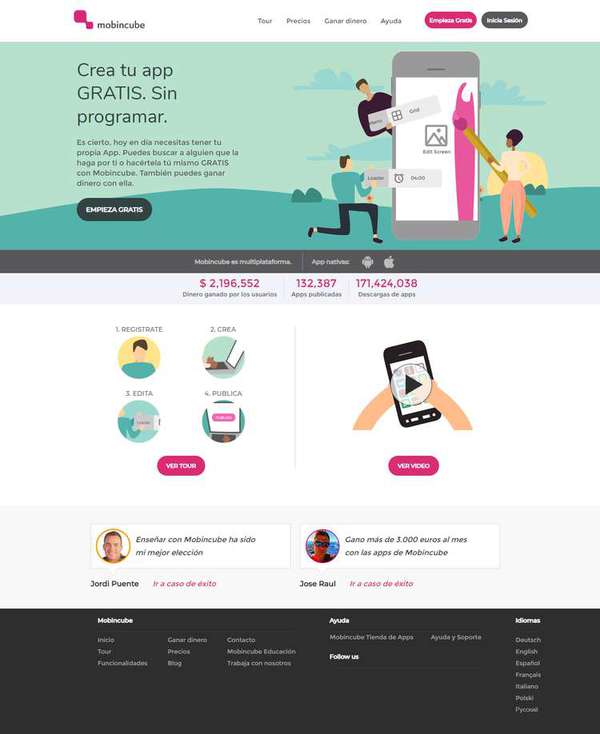 mobincube
Tour Precios Ganar dinero Ayuda
Empieza Gratis Inicia Sesión
Crea tu app
GRATIS. Sin
programar.
Es cierto, hoy en día necesitas tener tu
propia App. Puedes buscar a alguien que la
haga por ti o hacértela tú mismo GRATIS
con Mobincube. También puedes ganar
dinero con ella.
EMPIEZA GRATIS
Grid
Edit Screen
Loader
Mobincube es multiplataforma. App nativas:
$ 2,196,552 132,387 171,424,038
Dinero ganado por los usuarios Apps publicadas Descargas de apps
1. REGISTRATE 2. CREA
3. EDITA 4. PUBLICA
VER TOUR
VER VIDEO
Enseñar con Mobincube ha sido
mi mejor elección
Jordi Puente Ir a caso de éxito
Gano más de 3.000 euros al mes
con las apps de Mobincube
Jose Raul Ir a caso de éxito
Mobincube
Inicio Ganar dinero Contacto
Tour Precios Mobincube Educación
Funcionalidades Blog Trabaja con nosotros
Ayuda
Mobincube Tienda de Apps Ayuda y Soporte
Follow us
Idiomas
Deutsch
English
Español
Français
Italiano
Polski
Русский